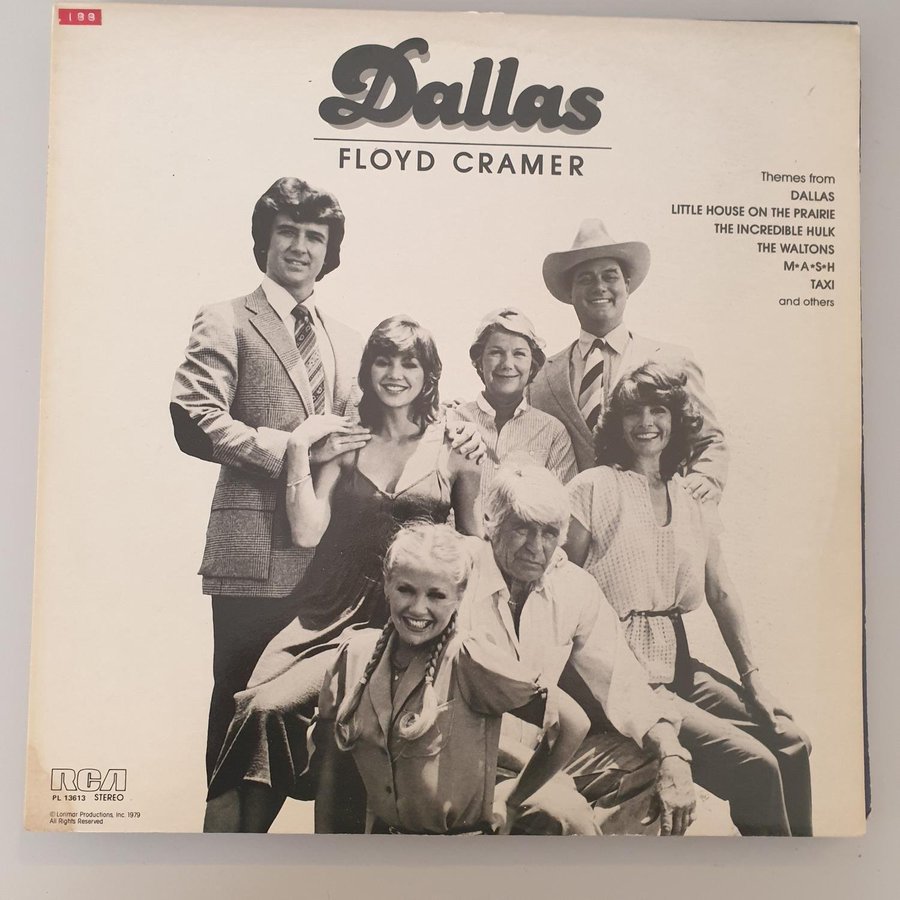 188
Dallas
FLOYD CRAMER
Themes from
DALLAS
LITTLE HOUSE ON THE PRAIRIE
THE INCREDIBLE HULK
THE WALTONS
M*A*S*H
TAXI
and others
RCA
PL 13613 STEREO
© Lorimar Productions, Inc. 1979
All Rights Reserved